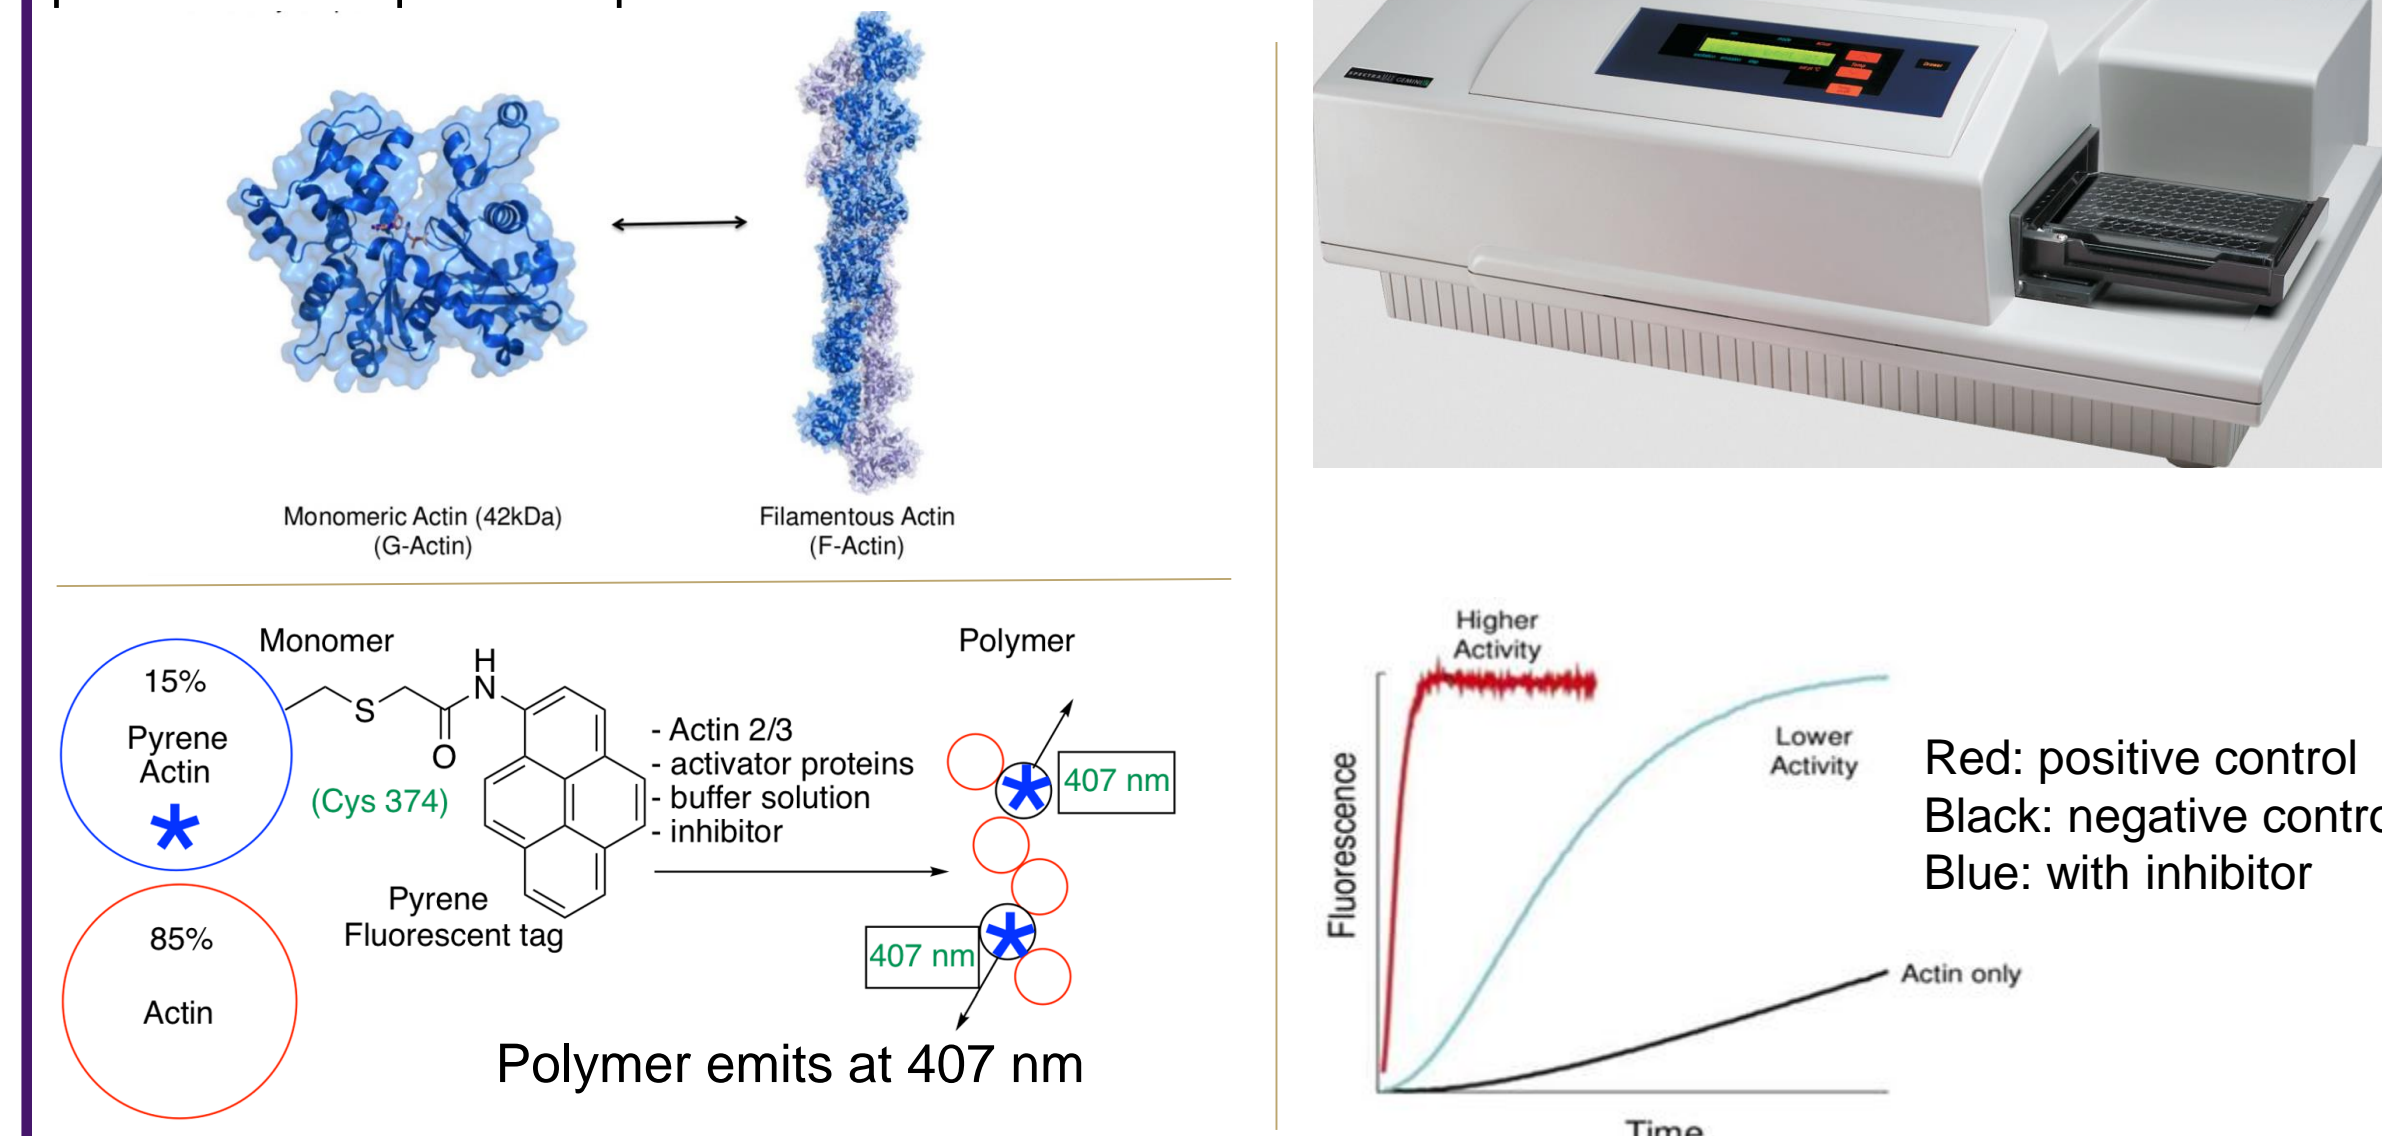 Monomeric Actin (42kDa)
(G-Actin)
Filamentous Actin
(F-Actin)
SPECTRA
GEMINI
Monomer
15%
Pyrene
Actin
*
H
N
S
O
(Cys 374)
Pyrene
Fluorescent tag
85%
Actin
- Actin 2/3
- activator proteins
- buffer solution
- inhibitor
Polymer
*
407 nm
*
407 nm
Polymer emits at 407 nm
Higher
Activity
Lower
Activity
Actin only
Fluorescence
Time
Red: positive control
Black: negative contro
Blue: with inhibitor